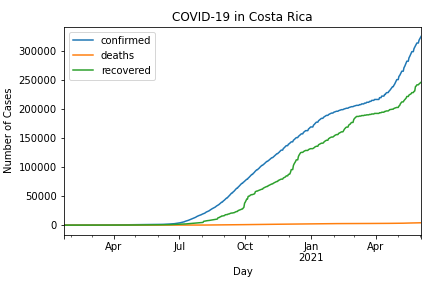 COVID-19 in Costa Rica
confirmed
deaths
recovered
Number of Cases
300000
250000
200000
150000
100000
50000
0
Apr
Jul
Oct
Jan
2021
Apr
Day